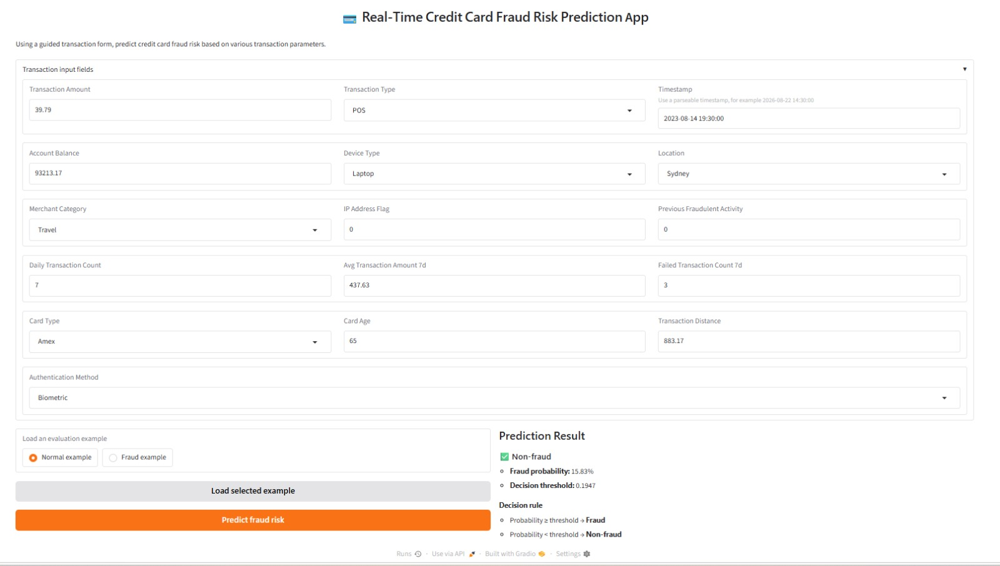 Real-Time Credit Card Fraud Risk Prediction App
Using a guided transaction form, predict credit card fraud risk based on various transaction parameters.
Transaction input fields
Transaction Amount
39.79
Transaction Type
POS
Timestamp
Use a parseable timestamp, for example 2026-08-22 14:30:00
2023-08-14 19:30:00
Account Balance
93213.17
Device Type
Laptop
Location
Sydney
Merchant Category
Travel
IP Address Flag
0
Previous Fraudulent Activity
0
Daily Transaction Count
7
Avg Transaction Amount 7d
437.63
Failed Transaction Count 7d
3
Card Type
Amex
Card Age
65
Transaction Distance
883.17
Authentication Method
Biometric
Load an evaluation example
Normal example
Fraud example
Load selected example
Predict fraud risk
Prediction Result
✅ Non-fraud
Fraud probability: 15.83%
Decision threshold: 0.1947
Decision rule
Probability ≥ threshold → Fraud
Probability < threshold → Non-fraud
Runs · Use via API · Built with Gradio · Settings